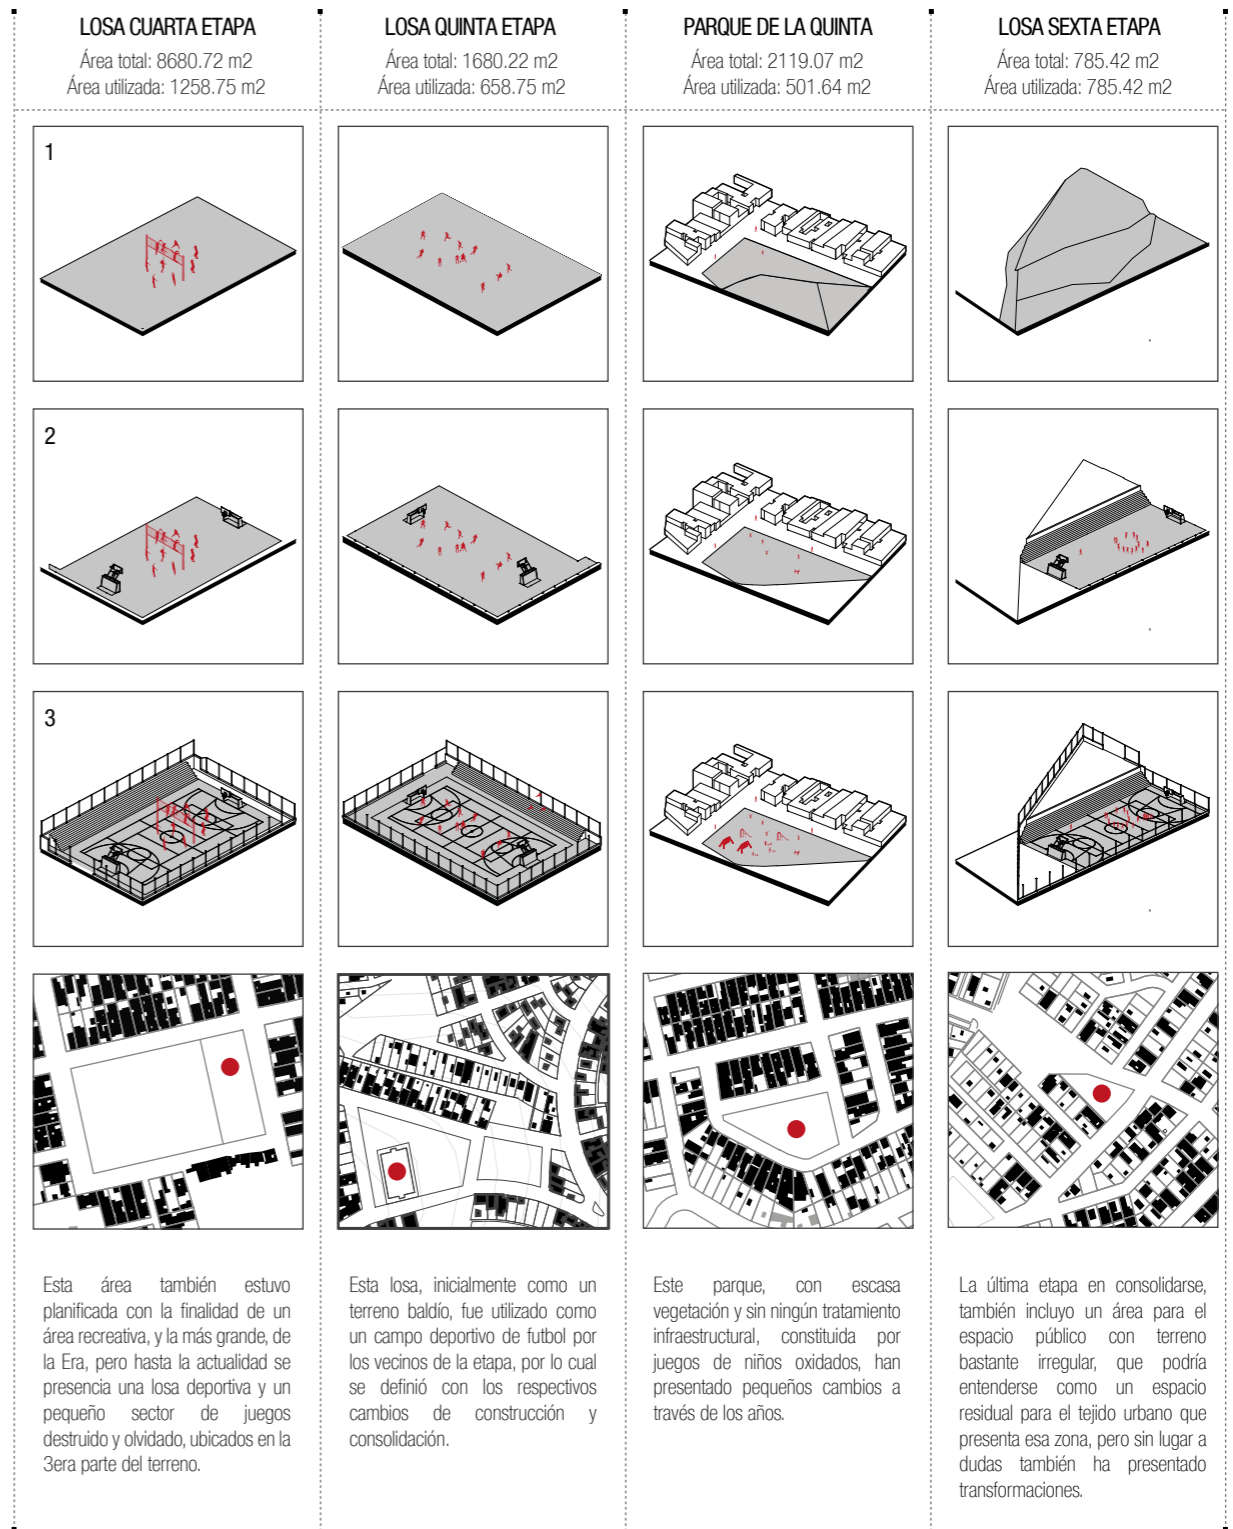 LOSA CUARTA ETAPA
Área total: 8680.72 m2
Área utilizada: 1258.75 m2
LOSA QUINTA ETAPA
Área total: 1680.22 m2
Área utilizada: 658.75 m2
PARQUE DE LA QUINTA
Área total: 2119.07 m2
Área utilizada: 501.64 m2
LOSA SEXTA ETAPA
Área total: 785.42 m2
Área utilizada: 785.42 m2
1
2
3
Esta área también estuvo
planificada con la finalidad de un
área recreativa, y la más grande, de
la Era, pero hasta la actualidad se
presencia una losa deportiva y un
pequeño sector de juegos
destruido y olvidado, ubicados en la
3era parte del terreno.
Esta losa, inicialmente como un
terreno baldío, fue utilizado como
un campo deportivo de futbol por
los vecinos de la etapa, por lo cual
se definió con los respectivos
cambios de construcción y
consolidación.
Este parque, con escasa
vegetación y sin ningún tratamiento
infraestructural, constituida por
juegos de niños oxidados, han
presentado pequeños cambios a
través de los años.
La última etapa en consolidarse,
también incluyo un área para el
espacio público con terreno
bastante irregular, que podría
entenderse como un espacio
residual para el tejido urbano que
presenta esa zona, pero sin lugar a
dudas también ha presentado
transformaciones.